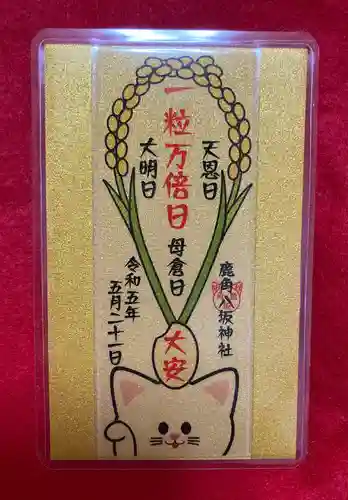 一粒万倍日
天恩日
大明日
母倉日
鹿角八坂神社
大安
令和五年
五月二十一日